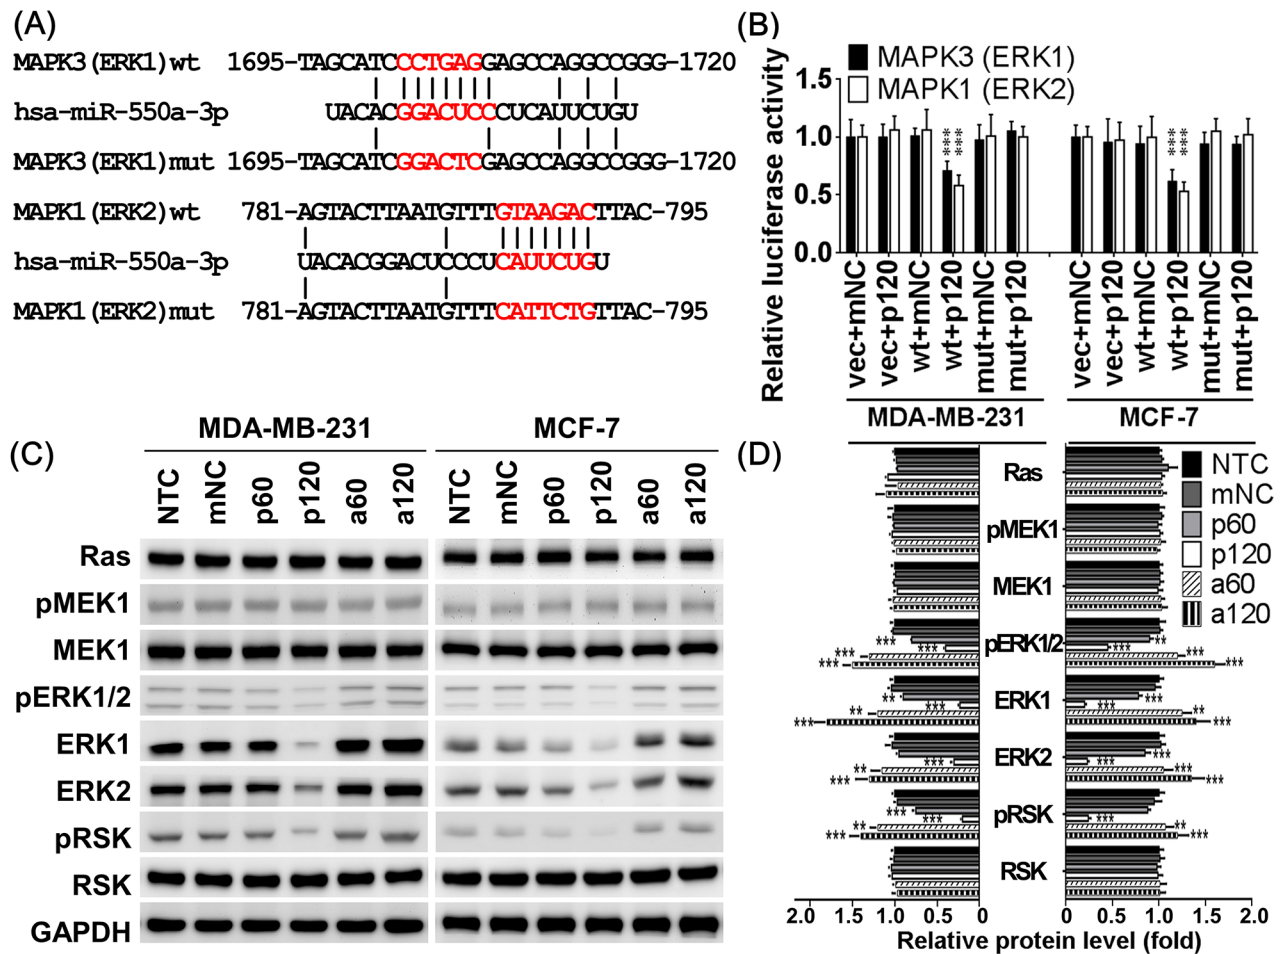 (A)
MAPK3(ERK1)wt 1695-TAGCATCCCTGAGGAGCCAGGCCGGG-1720
hsa-miR-550a-3p UACACGGACUCCCUCAUUCUGU
MAPK3(ERK1)mut 1695-TAGCATCGGACTCGAGCCAGGCCGGG-1720
MAPK1(ERK2)wt 781-AGTACTTAATGTTTGTAAGACTTAC-795
hsa-miR-550a-3p UACACGGACUCCCUCAUUCUGU
MAPK1(ERK2)mut 781-AGTACTTAATGTTTCATTCTGTTAC-795
(B)
Relative luciferase activity
MAPK3 (ERK1)
MAPK1 (ERK2)
1.5
1.0
0.5
0.0
*** *** *** ***
vec+mNC vec+p120 wt+mNC wt+p120 mut+mNC mut+p120 vec+mNC vec+p120 wt+mNC wt+p120 mut+mNC mut+p120
MDA-MB-231 MCF-7
(C)
MDA-MB-231 MCF-7
NTC mNC p60 p120 a60 a120 NTC mNC p60 p120 a60 a120
Ras
pMEK1
MEK1
pERK1/2
ERK1
ERK2
pRSK
RSK
GAPDH
(D)
NTC
mNC
p60
p120
a60
a120
Ras
pMEK1
MEK1
*** **
*** pERK1/2 ***
***
*** ***
** ERK1 ***
*** ***
** **
*** ***
*** ERK2 ***
** **
*** ***
***
*** pRSK ***
** **
*** ***
RSK
2.0 1.5 1.0 0.5 0 0 0.5 1.0 1.5 2.0
Relative protein level (fold)